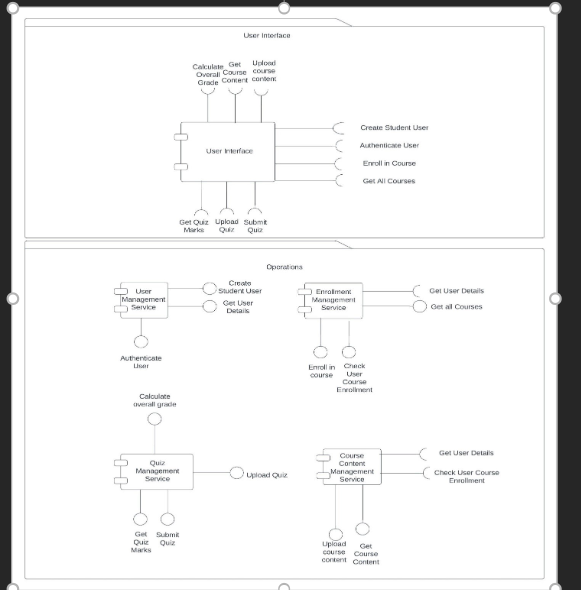 User Interface
Calculate
Overall
Grade
Get
Course
Content
Upload
course
content
User Interface
Create Student User
Authenticate User
Enroll in Course
Get All Courses
Get Quiz
Marks
Upload
Quiz
Submit
Quiz
Operations
User
Management
Service
Create
Student User
Get User
Details
Authenticate
User
Enrollment
Management
Service
Get User Details
Get all Courses
Enroll in
course
Check
User
Course
Enrollment
Calculate
overall grade
Quiz
Management
Service
Upload Quiz
Get
Quiz
Marks
Submit
Quiz
Course
Content
Management
Service
Get User Details
Check User Course
Enrollment
Upload
course
content
Get
Course
Content